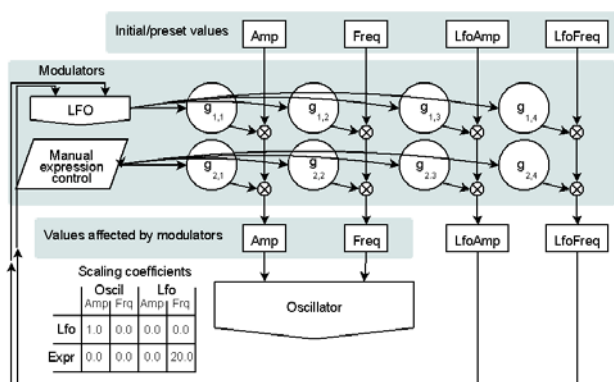 Initial/preset values
Amp
Freq
LfoAmp
LfoFreq
Modulators
LFO
g1,1
g1,2
g1,3
g1,4
Manual
expression
control
g2,1
g2,2
g2.3
g2,4
Values affected by modulators
Amp
Freq
LfoAmp
LfoFreq
Scaling coefficients
Oscil Lfo
Amp Frq Amp Frq
Lfo 1.0 0.0 0.0 0.0
Expr 0.0 0.0 0.0 20.0
Oscillator